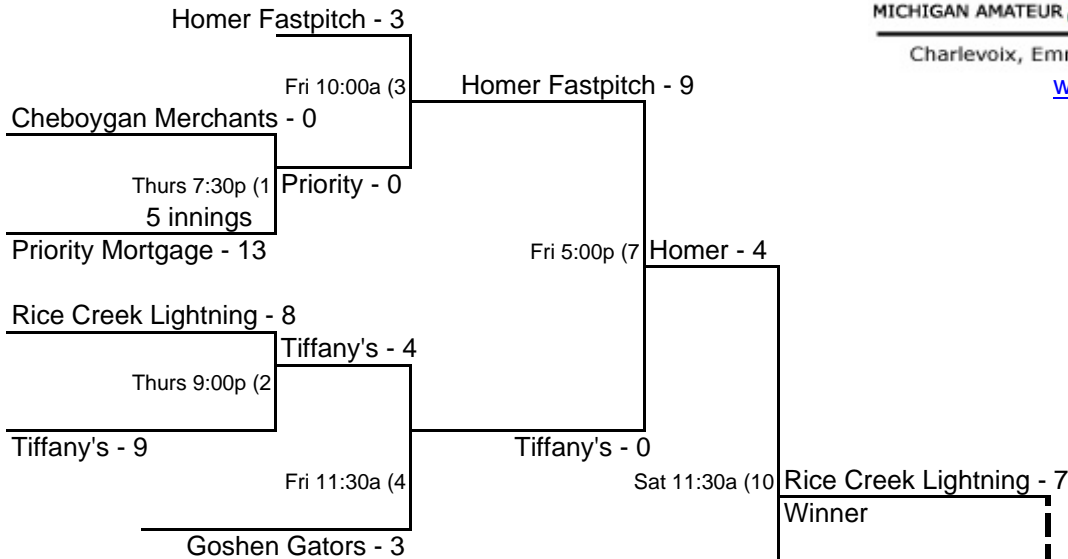 Homer Fastpitch - 3
MICHIGAN AMATEUR
Charlevoix, Emm
w
Fri 10:00a (3
Homer Fastpitch - 9
Cheboygan Merchants - 0
Thurs 7:30p (1
Priority - 0
5 innings
Priority Mortgage - 13
Fri 5:00p (7
Homer - 4
Rice Creek Lightning - 8
Tiffany's - 4
Thurs 9:00p (2
Tiffany's - 9
Tiffany's - 0
Fri 11:30a (4
Sat 11:30a (10
Rice Creek Lightning - 7
Winner
Goshen Gators - 3